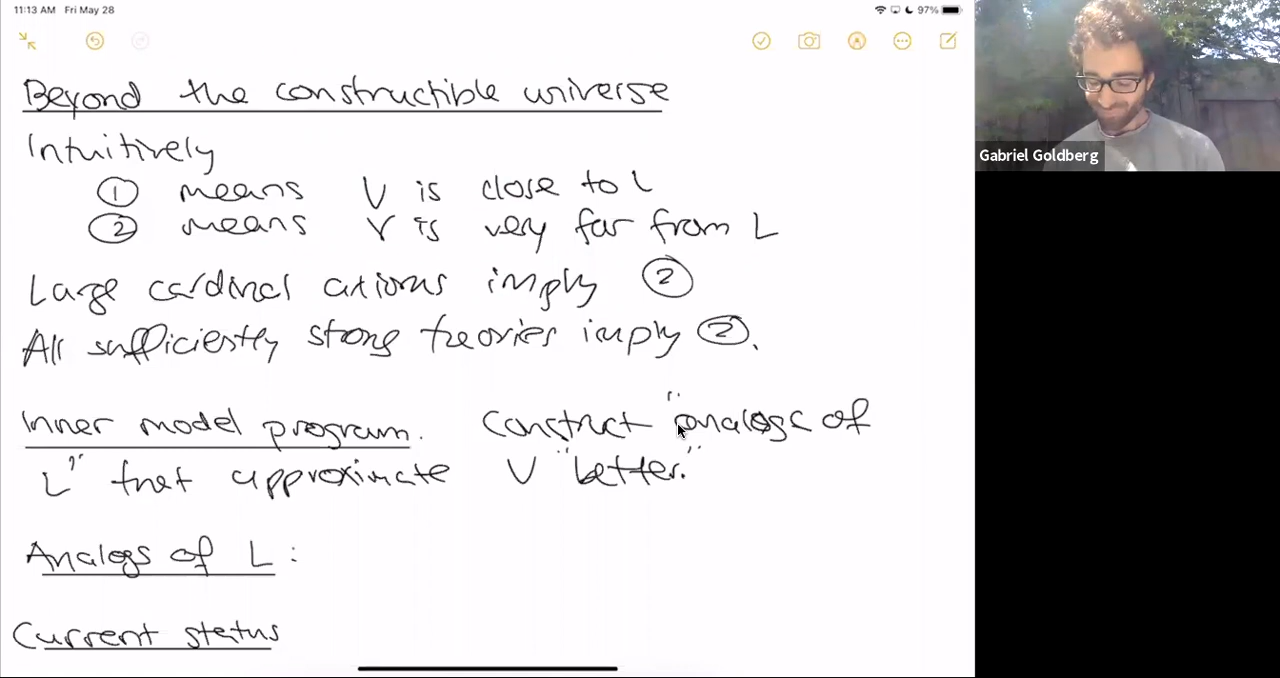 11:13 AM Fri May 28
97%
Beyond the constructible universe
Intuitively
① means V is close to L
② means V is very far from L
Large cardinal axioms imply ②
All sufficiently strong theories imply ②.
Inner model program. Construct "analogs of
L" that approximate V "better."
Analogs of L:
Current status
Gabriel Goldberg